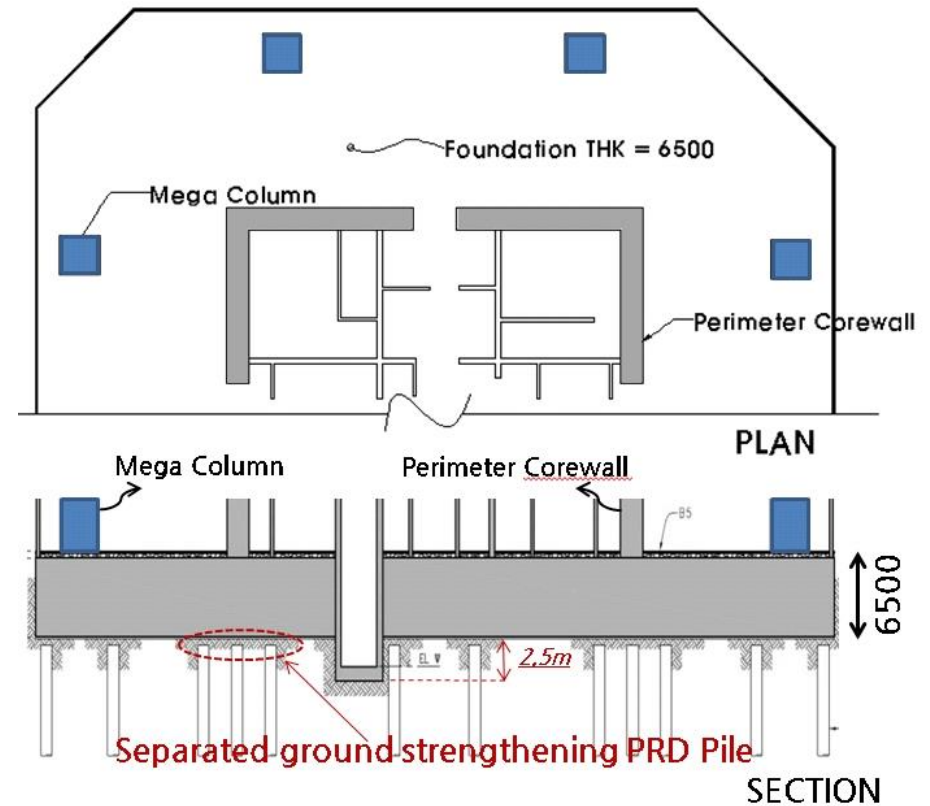 Foundation THK = 6500
Mega Column
Perimeter Corewall
PLAN
Mega Column
Perimeter Corewall
B5
6500
EL.V
2,5m
Separated ground strengthening PRD Pile
SECTION